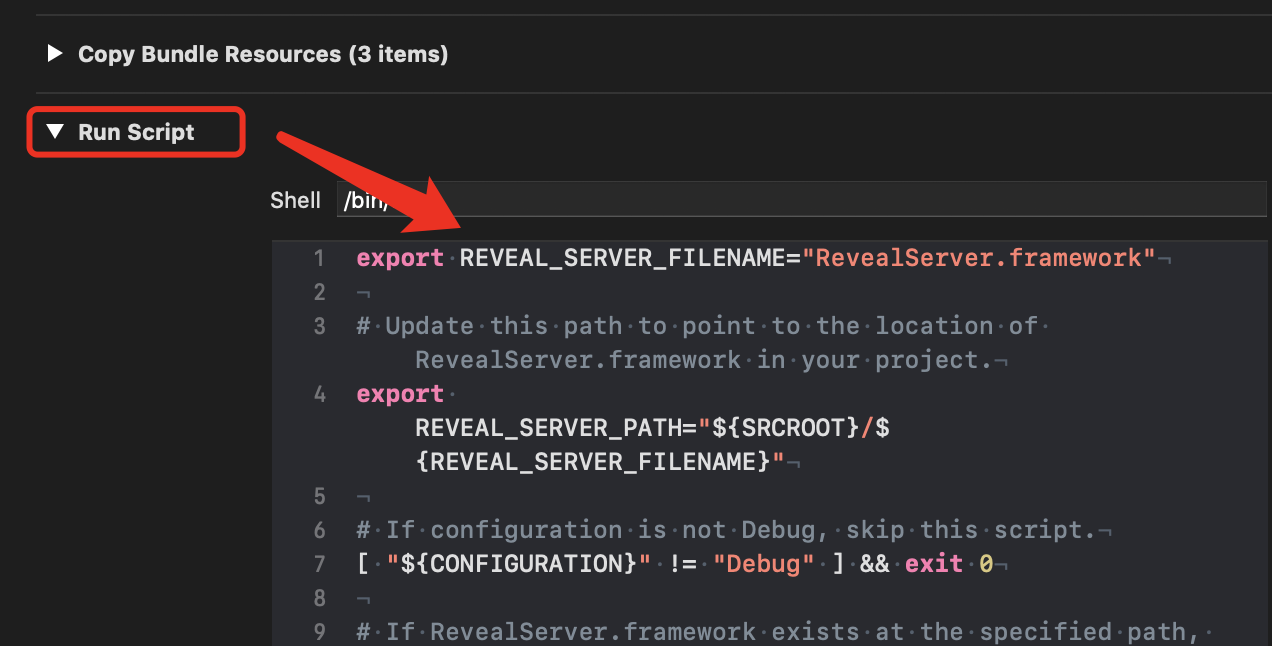 Copy Bundle Resources (3 items)
Run Script
Shell /bin/
1 export REVEAL_SERVER_FILENAME="RevealServer.framework"¬
2 ¬
3 #·Update·this·path·to·point·to·the·location·of·
RevealServer.framework·in·your·project.¬
4 export·
REVEAL_SERVER_PATH="${SRCROOT}/$
{REVEAL_SERVER_FILENAME}"¬
5 ¬
6 #·If·configuration·is·not·Debug,·skip·this·script.¬
7 [·"${CONFIGURATION}"·!=·"Debug"·]·&&·exit·0¬
8 ¬
9 #·If·RevealServer.framework·exists·at·the·specified·path,·